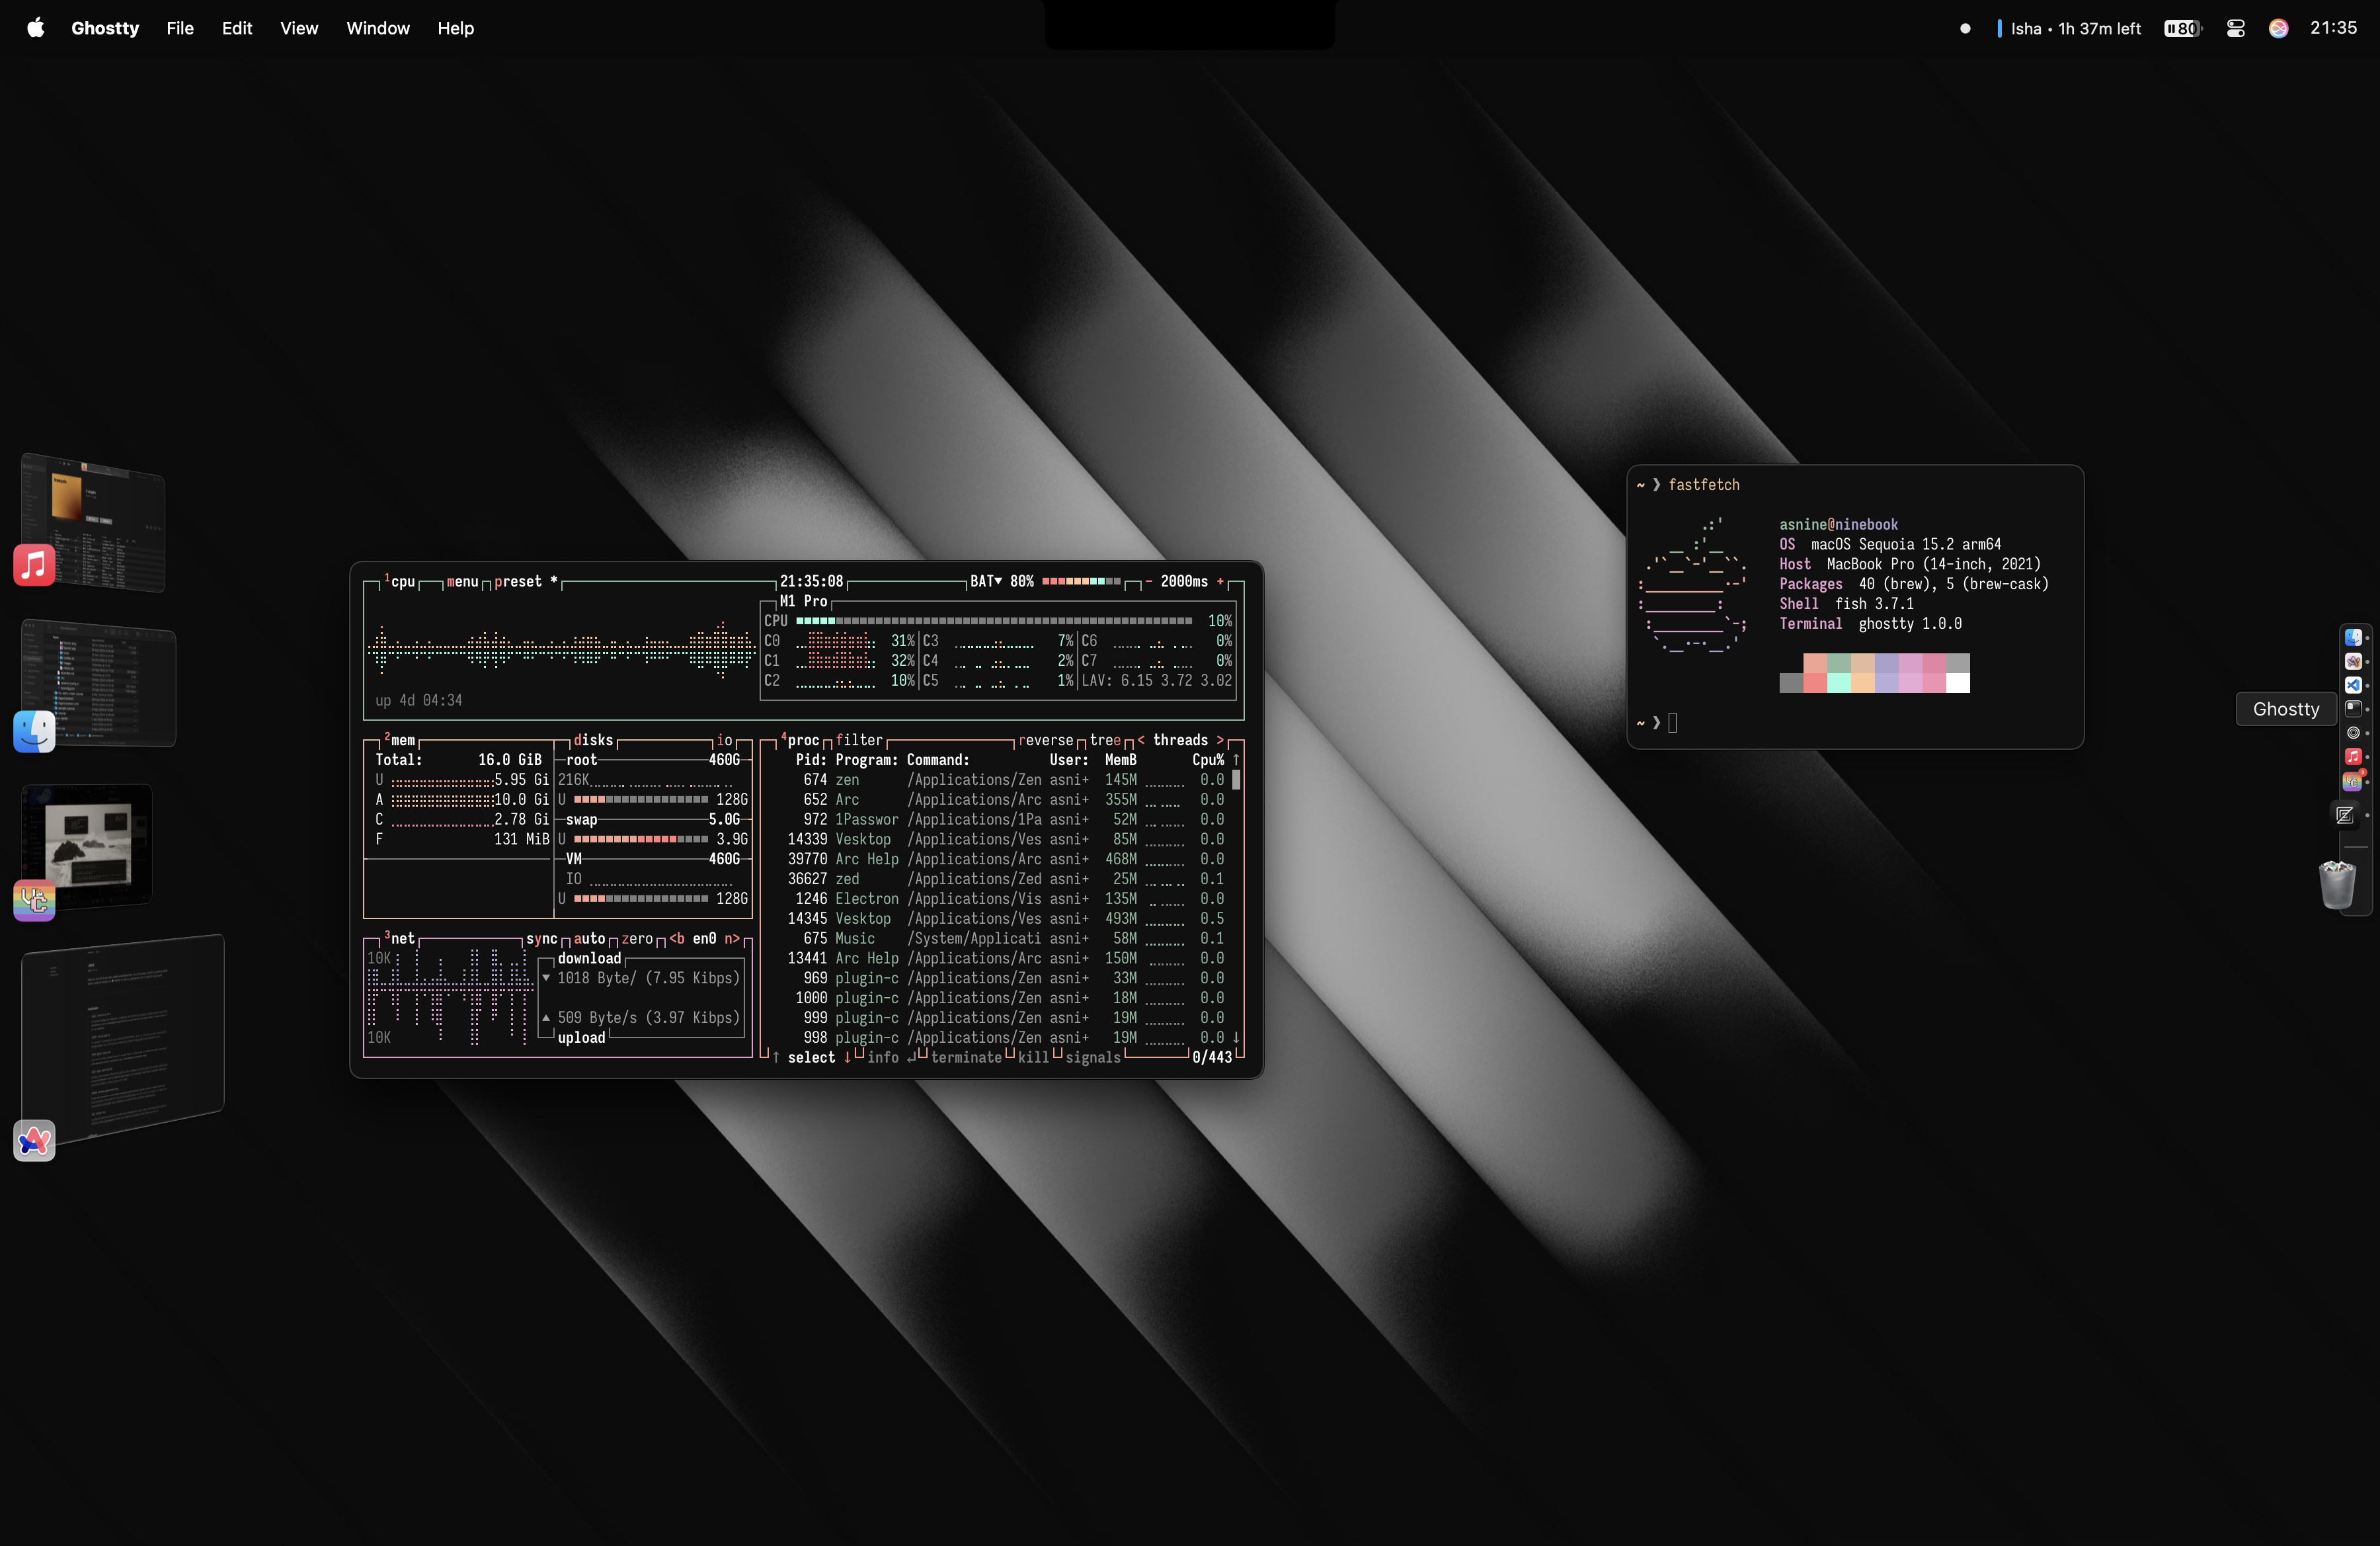 Ghostty File Edit View Window Help
Isha • 1h 37m left 80 21:35
~ ❯ fastfetch
asnine@ninebook
OS macOS Sequoia 15.2 arm64
Host MacBook Pro (14-inch, 2021)
Packages 40 (brew), 5 (brew-cask)
Shell fish 3.7.1
Terminal ghostty 1.0.0
~ ❯
1cpu menu preset * 21:35:08 BAT▼ 80% - 2000ms +
M1 Pro
CPU 10%
C0 31% C3 7% C6 0%
C1 32% C4 2% C7 0%
C2 10% C5 1% LAV: 6.15 3.72 3.02
up 4d 04:34
2mem disks io
Total: 16.0 GiB root 460G
U 5.95 Gi 216K
A 10.0 Gi U 128G
C 2.78 Gi swap 5.0G
F 131 MiB U 3.9G
VM 460G
IO
U 128G
3net sync auto zero <b en0 n>
10K download
▼ 1018 Byte/ (7.95 Kibps)
▲ 509 Byte/s (3.97 Kibps)
10K upload
4proc filter reverse tree < threads >
Pid: Program: Command: User: MemB Cpu% ↑
674 zen /Applications/Zen asni+ 145M 0.0
652 Arc /Applications/Arc asni+ 355M 0.0
972 1Passwor /Applications/1Pa asni+ 52M 0.0
14339 Vesktop /Applications/Ves asni+ 85M 0.0
39770 Arc Help /Applications/Arc asni+ 468M 0.0
36627 zed /Applications/Zed asni+ 25M 0.1
1246 Electron /Applications/Vis asni+ 135M 0.0
14345 Vesktop /Applications/Ves asni+ 493M 0.5
675 Music /System/Applicati asni+ 58M 0.1
13441 Arc Help /Applications/Arc asni+ 150M 0.0
969 plugin-c /Applications/Zen asni+ 33M 0.0
1000 plugin-c /Applications/Zen asni+ 18M 0.0
999 plugin-c /Applications/Zen asni+ 19M 0.0
998 plugin-c /Applications/Zen asni+ 19M 0.0 ↓
↑ select ↓ info ↵ terminate kill signals 0/443
Ghostty